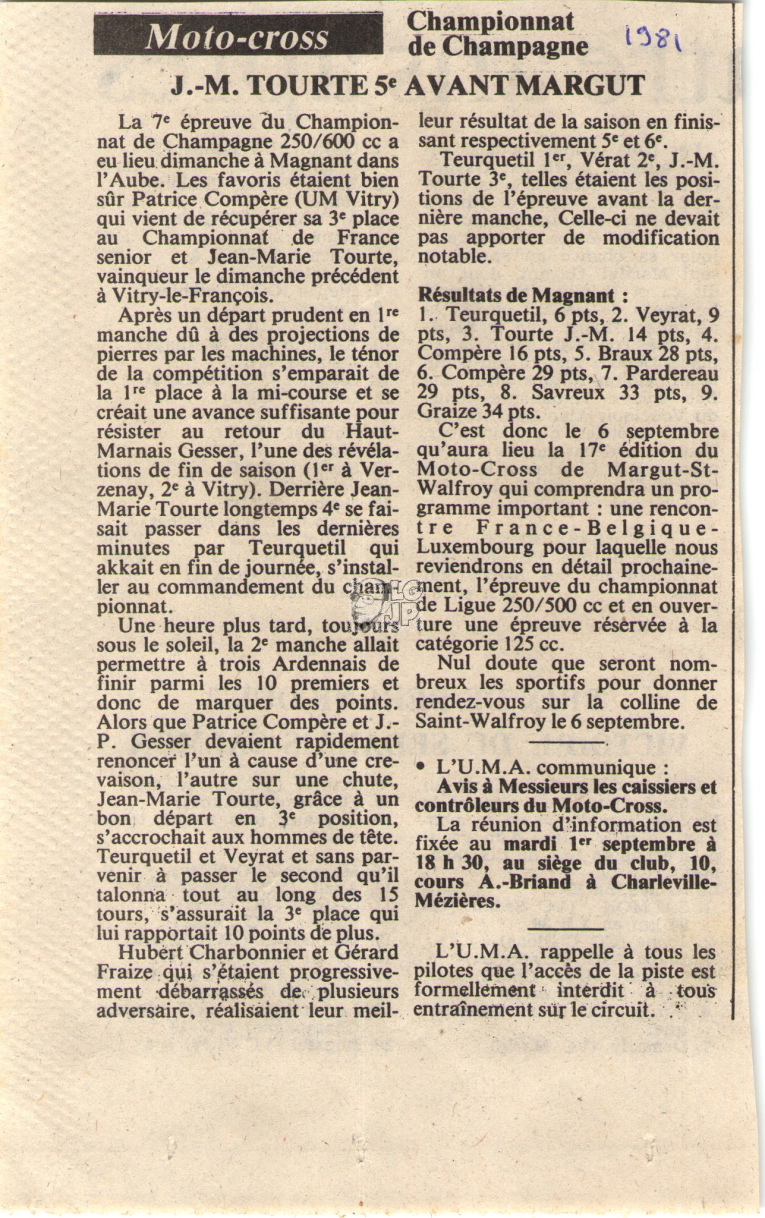 Moto-cross
Championnat
de Champagne
1981
J.-M. TOURTE 5e AVANT MARGUT
La 7e épreuve du Champion-
nat de Champagne 250/600 cc a
eu lieu dimanche à Magnant dans
l'Aube. Les favoris étaient bien
sûr Patrice Compère (UM Vitry)
qui vient de récupérer sa 3e place
au Championnat de France
senior et Jean-Marie Tourte,
vainqueur le dimanche précédent
à Vitry-le-François.
Après un départ prudent en 1re
manche dû à des projections de
pierres par les machines, le ténor
de la compétition s'emparait de
la 1re place à la mi-course et se
créait une avance suffisante pour
résister au retour du Haut-
Marnais Gesser, l'une des révéla-
tions de fin de saison (1er à Ver-
zenay, 2e à Vitry). Derrière Jean-
Marie Tourte longtemps 4e se fai-
sait passer dans les dernières
minutes par Teurquetil qui
akkait en fin de journée, s'instal-
ler au commandement du cham-
pionnat.
Une heure plus tard, toujours
sous le soleil, la 2e manche allait
permettre à trois Ardennais de
finir parmi les 10 premiers et
donc de marquer des points.
Alors que Patrice Compère et J.-
P. Gesser devaient rapidement
renoncer l'un à cause d'une cre-
vaison, l'autre sur une chute,
Jean-Marie Tourte, grâce à un
bon départ en 3e position,
s'accrochait aux hommes de tête.
Teurquetil et Veyrat et sans par-
venir à passer le second qu'il
talonna tout au long des 15
tours, s'assurait la 3e place qui
lui rapportait 10 points de plus.
Hubert Charbonnier et Gérard
Fraize qui s'étaient progressive-
ment débarrassés de plusieurs
adversaire, réalisaient leur meil-
leur résultat de la saison en finis-
sant respectivement 5e et 6e.
Teurquetil 1er, Vérat 2e, J.-M.
Tourte 3e, telles étaient les posi-
tions de l'épreuve avant la der-
nière manche, Celle-ci ne devait
pas apporter de modification
notable.
Résultats de Magnant :
1. Teurquetil, 6 pts, 2. Veyrat, 9
pts, 3. Tourte J.-M. 14 pts, 4.
Compère 16 pts, 5. Braux 28 pts,
6. Compère 29 pts, 7. Pardereau
29 pts, 8. Savreux 33 pts, 9.
Graize 34 pts.
C'est donc le 6 septembre
qu'aura lieu la 17e édition du
Moto-Cross de Margut-St-
Walfroy qui comprendra un pro-
gramme important : une rencon-
tre France-Belgique-
Luxembourg pour laquelle nous
reviendrons en détail prochaine-
ment, l'épreuve du championnat
de Ligue 250/500 cc et en ouver-
ture une épreuve réservée à la
catégorie 125 cc.
Nul doute que seront nom-
breux les sportifs pour donner
rendez-vous sur la colline de
Saint-Walfroy le 6 septembre.
• L'U.M.A. communique :
Avis à Messieurs les caissiers et
contrôleurs du Moto-Cross.
La réunion d'information est
fixée au mardi 1er septembre à
18 h 30, au siège du club, 10,
cours A.-Briand à Charleville-
Mézières.
L'U.M.A. rappelle à tous les
pilotes que l'accès de la piste est
formellement interdit à tous
entraînement sur le circuit.